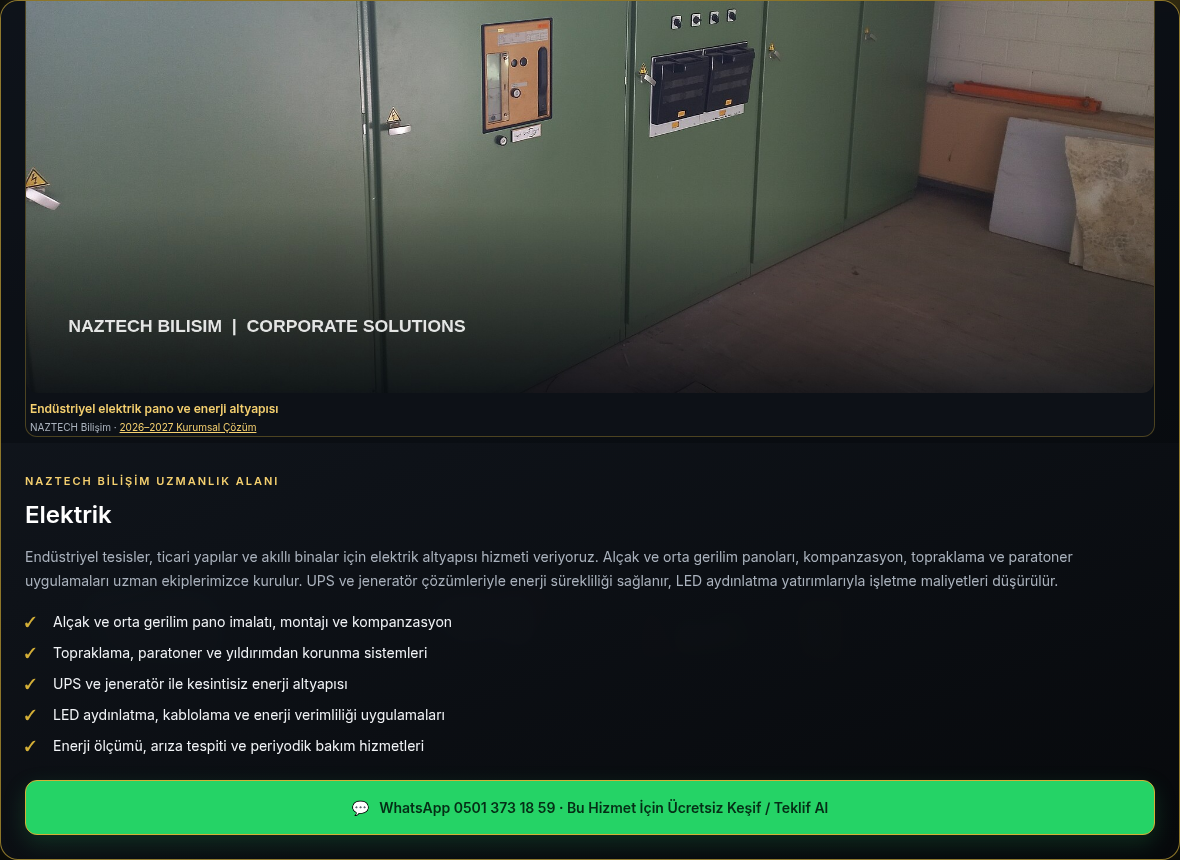 NAZTECH BILISIM | CORPORATE SOLUTIONS
Endüstriyel elektrik pano ve enerji altyapısı
NAZTECH Bilişim · 2026–2027 Kurumsal Çözüm
NAZTECH BİLİŞİM UZMANLIK ALANI
Elektrik
Endüstriyel tesisler, ticari yapılar ve akıllı binalar için elektrik altyapısı hizmeti veriyoruz. Alçak ve orta gerilim panoları, kompanzasyon, topraklama ve paratoner
uygulamaları uzman ekiplerimizce kurulur. UPS ve jeneratör çözümleriyle enerji sürekliliği sağlanır, LED aydınlatma yatırımlarıyla işletme maliyetleri düşürülür.
✓ Alçak ve orta gerilim pano imalatı, montajı ve kompanzasyon
✓ Topraklama, paratoner ve yıldırımdan korunma sistemleri
✓ UPS ve jeneratör ile kesintisiz enerji altyapısı
✓ LED aydınlatma, kablolama ve enerji verimliliği uygulamaları
✓ Enerji ölçümü, arıza tespiti ve periyodik bakım hizmetleri
💬 WhatsApp 0501 373 18 59 · Bu Hizmet İçin Ücretsiz Keşif / Teklif Al